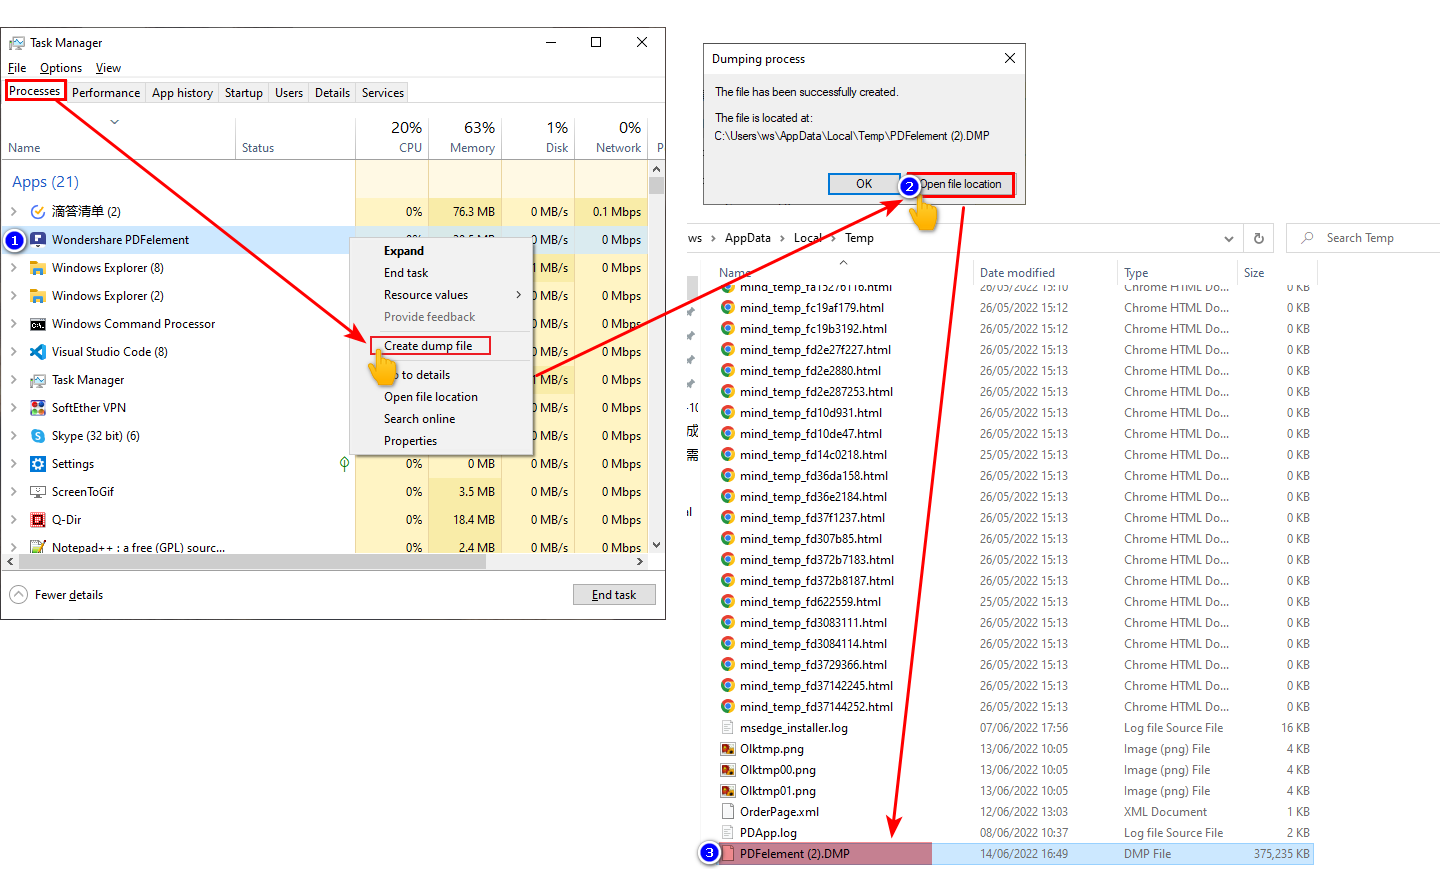 Task Manager
File Options View
Processes Performance App history Startup Users Details Services
20% 63% 1% 0%
Name Status CPU Memory Disk Network P
Apps (21)
滴答清单 (2) 0% 76.3 MB 0 MB/s 0.1 Mbps
1 Wondershare PDFelement 0 MB/s 0 Mbps
Windows Explorer (8) MB/s 0 Mbps
Windows Explorer (2) 0 MB/s 0 Mbps
Windows Command Processor 0 MB/s 0 Mbps
Visual Studio Code (8) 0 MB/s 0 Mbps
Task Manager MB/s 0 Mbps
SoftEther VPN 0 MB/s 0 Mbps
Skype (32 bit) (6) 0 MB/s 0 Mbps
Settings 0% 0 MB 0 MB/s 0 Mbps
ScreenToGif 0% 3.5 MB 0 MB/s 0 Mbps
Q-Dir 0% 18.4 MB 0 MB/s 0 Mbps
Notepad++ : a free (GPL) sourc... 0% 2.4 MB 0 MB/s 0 Mbps
Fewer details End task
Expand
End task
Resource values
Provide feedback
Create dump file
to details
Open file location
Search online
Properties
Dumping process
The file has been successfully created.
The file is located at:
C:\Users\ws\AppData\Local\Temp\PDFelement (2).DMP
OK 2 Open file location
ws › AppData › Local › Temp Search Temp
Name Date modified Type Size
mind_temp_fa15276116.html 26/05/2022 15:10 Chrome HTML Do... 0 KB
mind_temp_fc19af179.html 26/05/2022 15:12 Chrome HTML Do... 0 KB
mind_temp_fc19b3192.html 26/05/2022 15:12 Chrome HTML Do... 0 KB
mind_temp_fd2e27f227.html 26/05/2022 15:13 Chrome HTML Do... 0 KB
mind_temp_fd2e2880.html 26/05/2022 15:13 Chrome HTML Do... 0 KB
mind_temp_fd2e287253.html 26/05/2022 15:13 Chrome HTML Do... 0 KB
mind_temp_fd10d931.html 26/05/2022 15:13 Chrome HTML Do... 0 KB
mind_temp_fd10de47.html 26/05/2022 15:13 Chrome HTML Do... 0 KB
mind_temp_fd14c0218.html 25/05/2022 15:13 Chrome HTML Do... 0 KB
mind_temp_fd36da158.html 26/05/2022 15:13 Chrome HTML Do... 0 KB
mind_temp_fd36e2184.html 26/05/2022 15:13 Chrome HTML Do... 0 KB
mind_temp_fd37f1237.html 26/05/2022 15:13 Chrome HTML Do... 0 KB
mind_temp_fd307b85.html 26/05/2022 15:13 Chrome HTML Do... 0 KB
mind_temp_fd372b7183.html 26/05/2022 15:13 Chrome HTML Do... 0 KB
mind_temp_fd372b8187.html 26/05/2022 15:13 Chrome HTML Do... 0 KB
mind_temp_fd622559.html 25/05/2022 15:13 Chrome HTML Do... 0 KB
mind_temp_fd3083111.html 26/05/2022 15:13 Chrome HTML Do... 0 KB
mind_temp_fd3084114.html 26/05/2022 15:13 Chrome HTML Do... 0 KB
mind_temp_fd3729366.html 26/05/2022 15:13 Chrome HTML Do... 0 KB
mind_temp_fd37142245.html 26/05/2022 15:13 Chrome HTML Do... 0 KB
mind_temp_fd37144252.html 26/05/2022 15:13 Chrome HTML Do... 0 KB
msedge_installer.log 07/06/2022 17:56 Log file Source File 16 KB
Olktmp.png 13/06/2022 10:05 Image (png) File 4 KB
Olktmp00.png 13/06/2022 10:05 Image (png) File 4 KB
Olktmp01.png 13/06/2022 10:05 Image (png) File 4 KB
OrderPage.xml 12/06/2022 13:03 XML Document 1 KB
PDApp.log 08/06/2022 10:37 Log file Source File 2 KB
3 PDFelement (2).DMP 14/06/2022 16:49 DMP File 375,235 KB